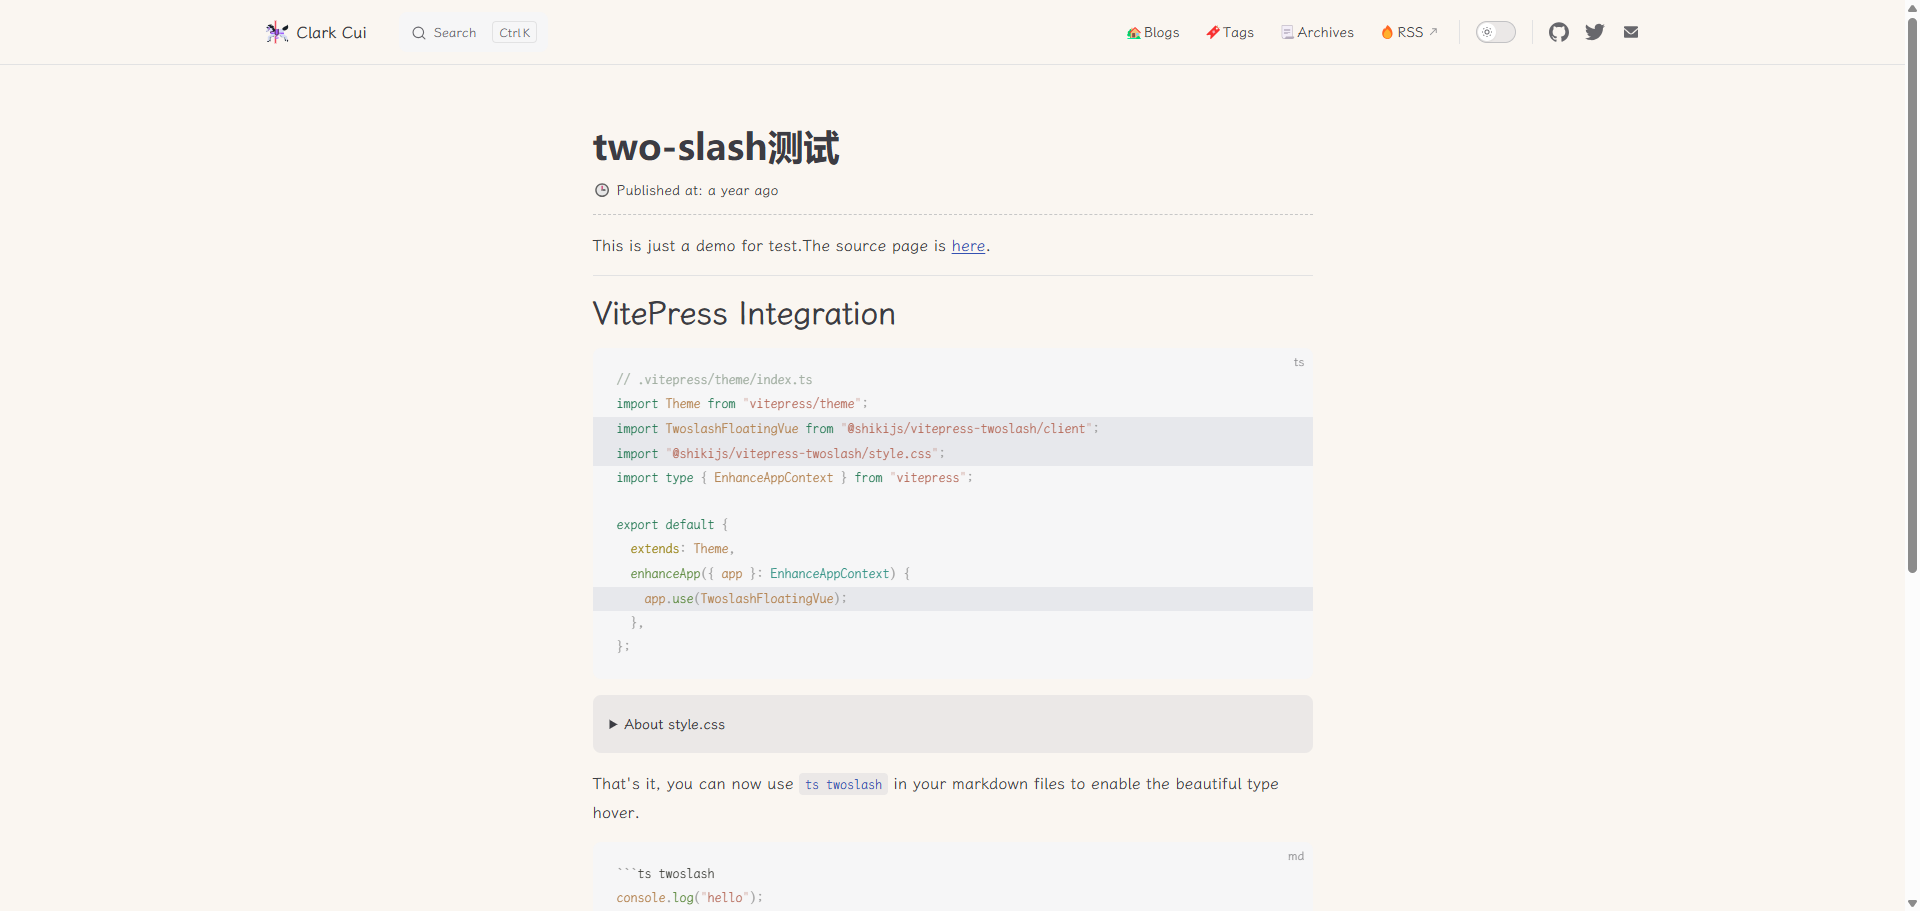 Clark Cui
Search Ctrl K
Blogs Tags Archives RSS
two-slash测试
Published at: a year ago
This is just a demo for test.The source page is here.
VitePress Integration
ts
// .vitepress/theme/index.ts
import Theme from "vitepress/theme";
import TwoslashFloatingVue from "@shikijs/vitepress-twoslash/client";
import "@shikijs/vitepress-twoslash/style.css";
import type { EnhanceAppContext } from "vitepress";
export default {
  extends: Theme,
  enhanceApp({ app }: EnhanceAppContext) {
    app.use(TwoslashFloatingVue);
  },
};
About style.css
That's it, you can now use ts twoslash in your markdown files to enable the beautiful type
hover.
md
```ts twoslash
console.log("hello");